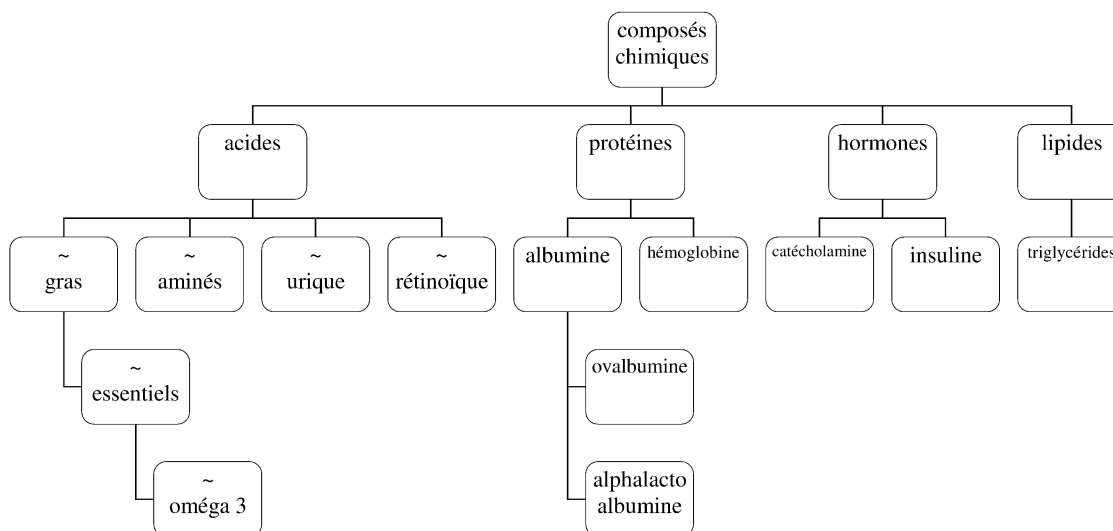 composés
chimiques
acides
protéines
hormones
lipides
~
gras
~
aminés
~
urique
~
rétinoïque
albumine
hémoglobine
catécholamine
insuline
triglycérides
~
essentiels
ovalbumine
~
oméga 3
alphalacto
albumine